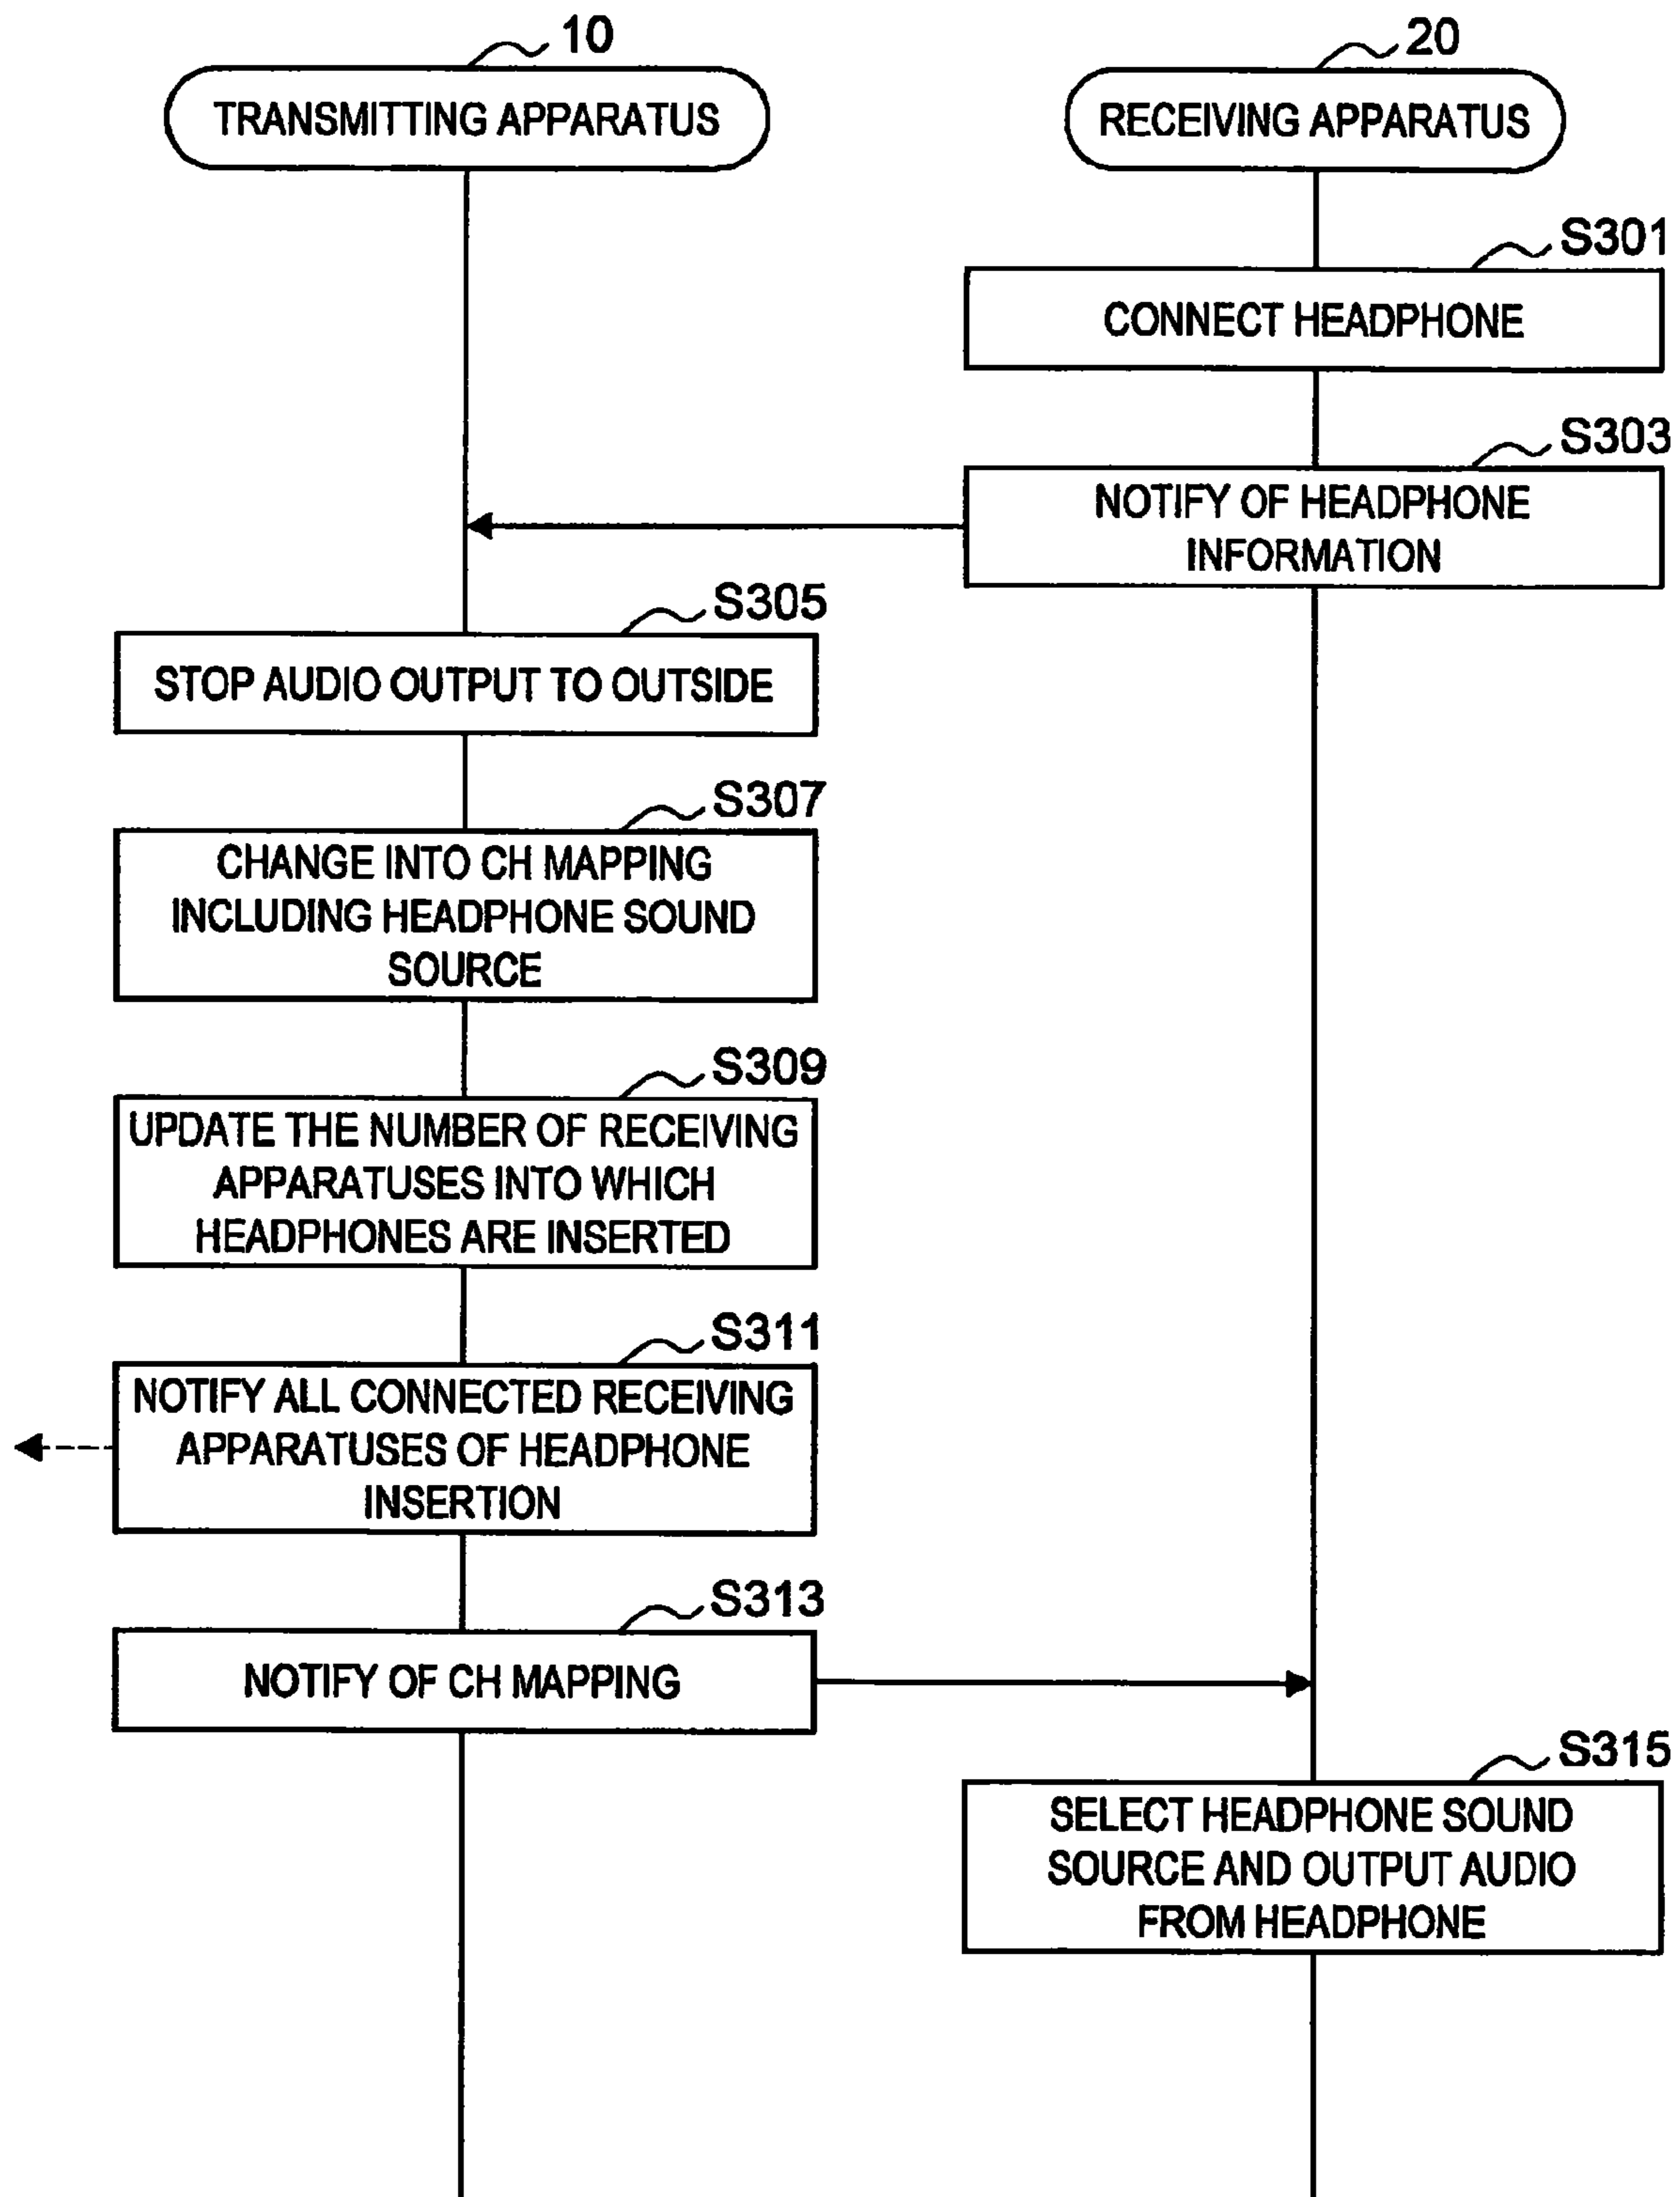 10
TRANSMITTING APPARATUS
20
RECEIVING APPARATUS
S301
CONNECT HEADPHONE
S303
NOTIFY OF HEADPHONE
INFORMATION
S305
STOP AUDIO OUTPUT TO OUTSIDE
S307
CHANGE INTO CH MAPPING
INCLUDING HEADPHONE SOUND
SOURCE
S309
UPDATE THE NUMBER OF RECEIVING
APPARATUSES INTO WHICH
HEADPHONES ARE INSERTED
S311
NOTIFY ALL CONNECTED RECEIVING
APPARATUSES OF HEADPHONE
INSERTION
S313
NOTIFY OF CH MAPPING
S315
SELECT HEADPHONE SOUND
SOURCE AND OUTPUT AUDIO
FROM HEADPHONE